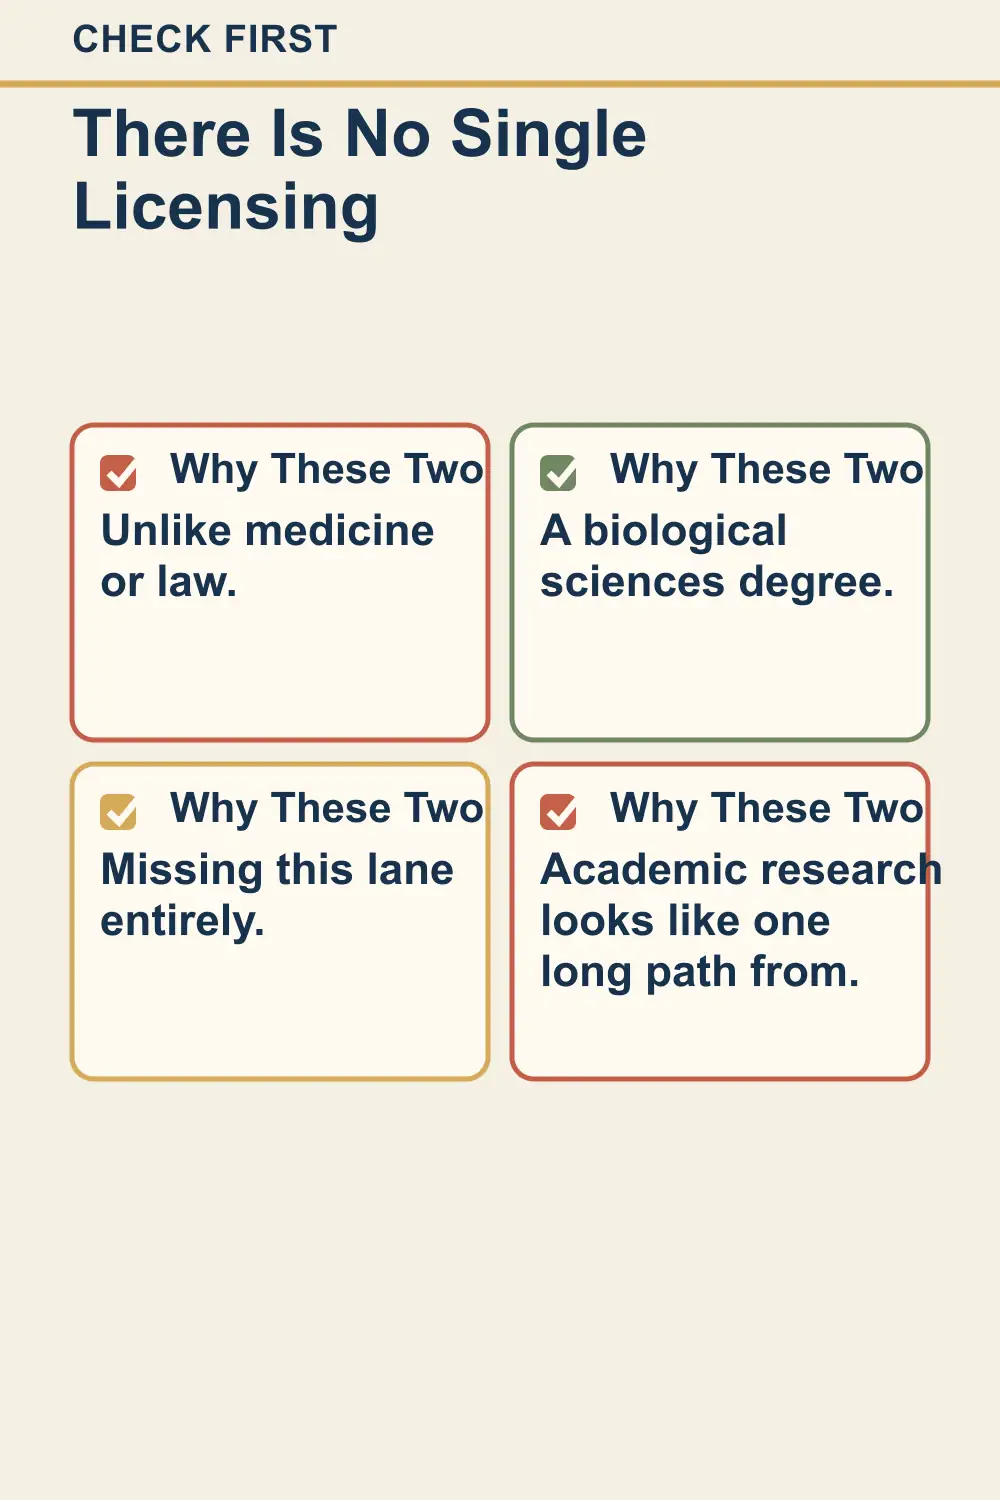 CHECK FIRST
There Is No Single
Licensing
Why These Two
Unlike medicine
or law.
Why These Two
A biological
sciences degree.
Why These Two
Missing this lane
entirely.
Why These Two
Academic research
looks like one
long path from.